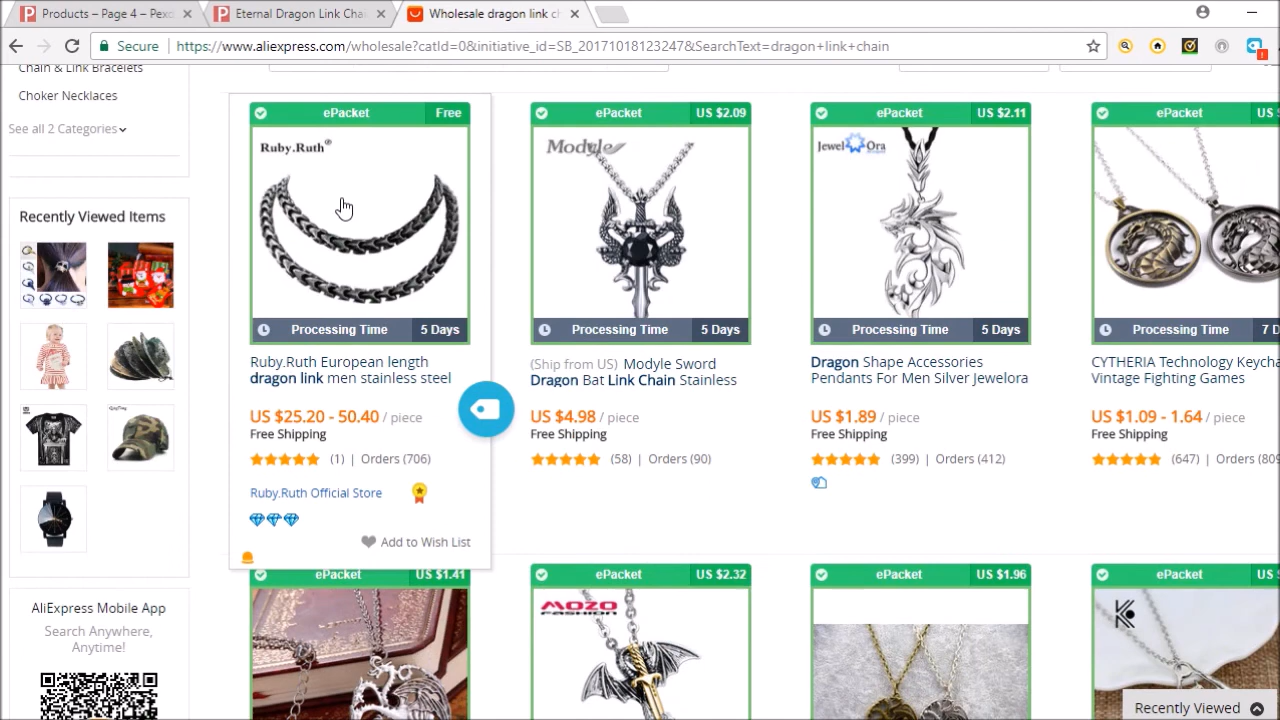 Products – Page 4 – Pexo
Eternal Dragon Link Chai
Wholesale dragon link ch
Secure
https://www.aliexpress.com/wholesale?catId=0&initiative_id=SB_20171018123247&SearchText=dragon+link+chain
Chain & Link Bracelets
Choker Necklaces
See all 2 Categories
Recently Viewed Items
AliExpress Mobile App
Search Anywhere,
Anytime!
ePacket Free
Ruby.Ruth®
Processing Time 5 Days
Ruby.Ruth European length
dragon link men stainless steel
US $25.20 - 50.40 / piece
Free Shipping
(1) | Orders (706)
Ruby.Ruth Official Store
Add to Wish List
ePacket US $2.09
Modyle
Processing Time 5 Days
(Ship from US) Modyle Sword
Dragon Bat Link Chain Stainless
US $4.98 / piece
Free Shipping
(58) | Orders (90)
ePacket US $2.11
Jewel Ora
Processing Time 5 Days
Dragon Shape Accessories
Pendants For Men Silver Jewelora
US $1.89 / piece
Free Shipping
(399) | Orders (412)
ePacket US
Processing Time 7 D
CYTHERIA Technology Keycha
Vintage Fighting Games
US $1.09 - 1.64 / piece
Free Shipping
(647) | Orders (809
ePacket US $1.41
ePacket US $2.32
MOZO
FASHION
ePacket US $1.96
ePacket
K
Recently Viewed